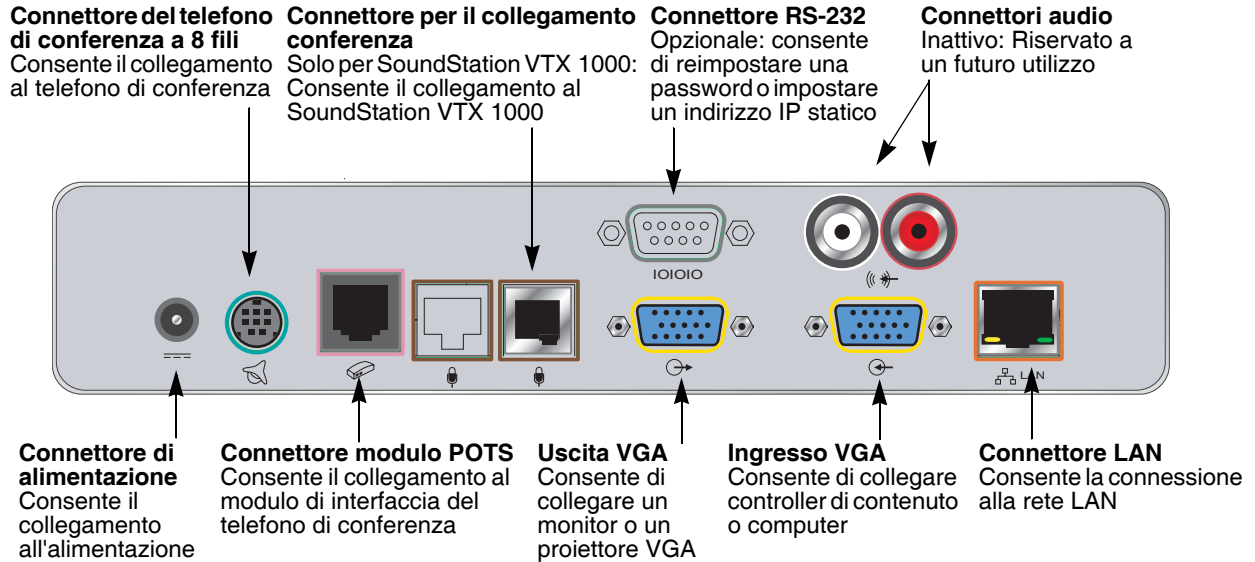 Connettore del telefono
di conferenza a 8 fili
Consente il collegamento
al telefono di conferenza
Connettore per il collegamento
conferenza
Solo per SoundStation VTX 1000:
Consente il collegamento al
SoundStation VTX 1000
Connettore RS-232
Opzionale: consente
di reimpostare una
password o impostare
un indirizzo IP statico
Connettori audio
Inattivo: Riservato a
un futuro utilizzo
IOIOIO
LAN
Connettore di
alimentazione
Consente il
collegamento
all'alimentazione
Connettore modulo POTS
Consente il collegamento al
modulo di interfaccia del
telefono di conferenza
Uscita VGA
Consente di
collegare un
monitor o un
proiettore VGA
Ingresso VGA
Consente di collegare
controller di contenuto
o computer
Connettore LAN
Consente la connessione
alla rete LAN